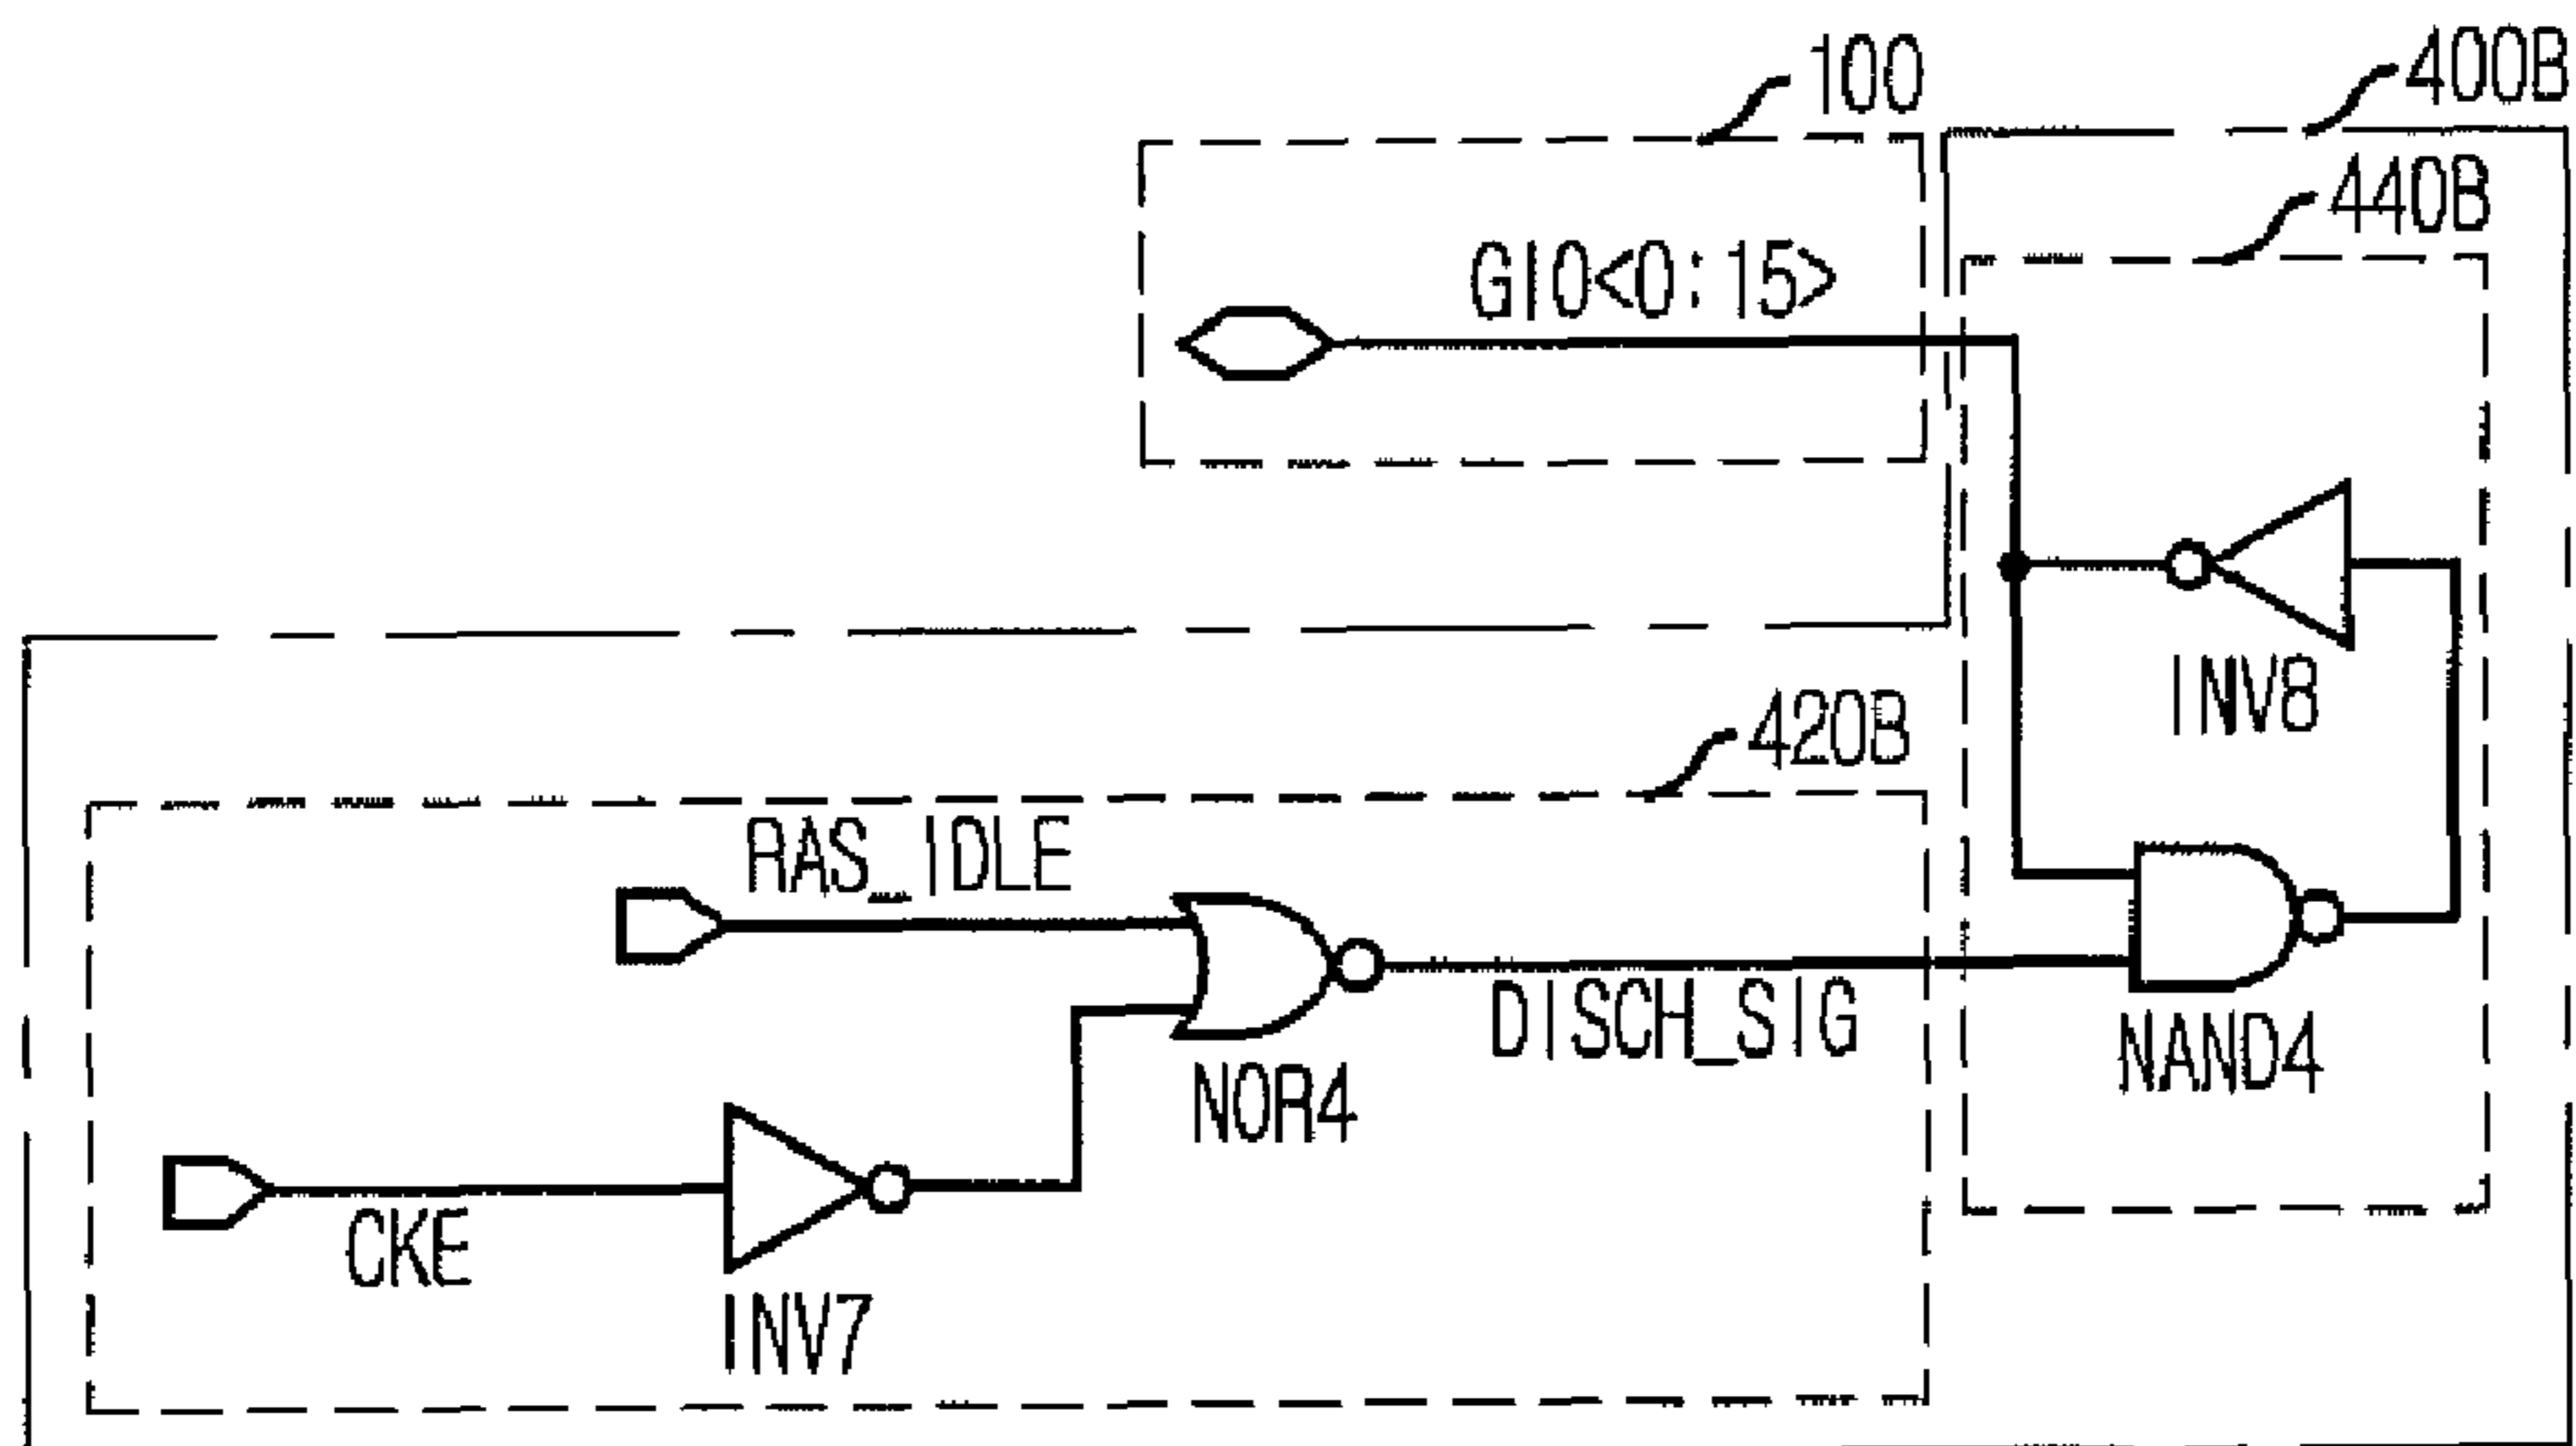 100
400B
440B
GIO<0:15>
INV8
420B
RAS_IDLE
DISCH_SIG
NOR4
NAND4
CKE
INV7